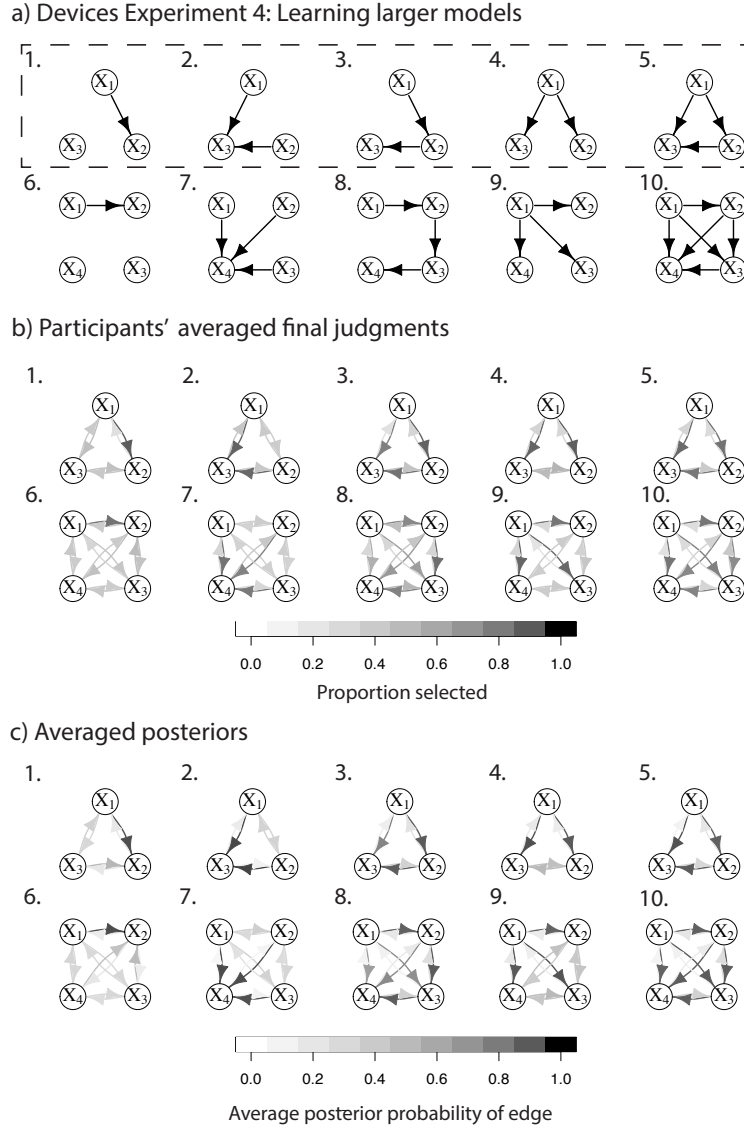 a) Devices Experiment 4: Learning larger models
1. 2. 3. 4. 5.
X1 X1 X1 X1 X1
X3 X2 X3 X2 X3 X2 X3 X2 X3 X2
6. 7. 8. 9. 10.
X1 X2 X1 X2 X1 X2 X1 X2 X1 X2
X4 X3 X4 X3 X4 X3 X4 X3 X4 X3
b) Participants’ averaged final judgments
1. 2. 3. 4. 5.
X1 X1 X1 X1 X1
X3 X2 X3 X2 X3 X2 X3 X2 X3 X2
6. 7. 8. 9. 10.
X1 X2 X1 X2 X1 X2 X1 X2 X1 X2
X4 X3 X4 X3 X4 X3 X4 X3 X4 X3
0.0 0.2 0.4 0.6 0.8 1.0
Proportion selected
c) Averaged posteriors
1. 2. 3. 4. 5.
X1 X1 X1 X1 X1
X3 X2 X3 X2 X3 X2 X3 X2 X3 X2
6. 7. 8. 9. 10.
X1 X2 X1 X2 X1 X2 X1 X2 X1 X2
X4 X3 X4 X3 X4 X3 X4 X3 X4 X3
0.0 0.2 0.4 0.6 0.8 1.0
Average posterior probability of edge